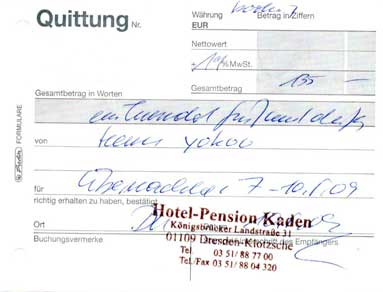 Quittung Nr.
Währung
EUR
Betrag in Ziffern
Nettowert
% MwSt.
Gesamtbetrag 135 -
Gesamtbetrag in Worten
einhundertfünfunddreißig
von Herrn
für Übernachtung 7-10.1.09
richtig erhalten zu haben, bestätigt
Ort
Buchungsvermerke
des Empfängers
Hotel-Pension Kaden
Königsbrücker Landstraße 31
01109 Dresden-Klotzsche
Tel. 03 51/ 88 77 00
Tel./Fax 03 51/ 88 04 320
FORMULARE